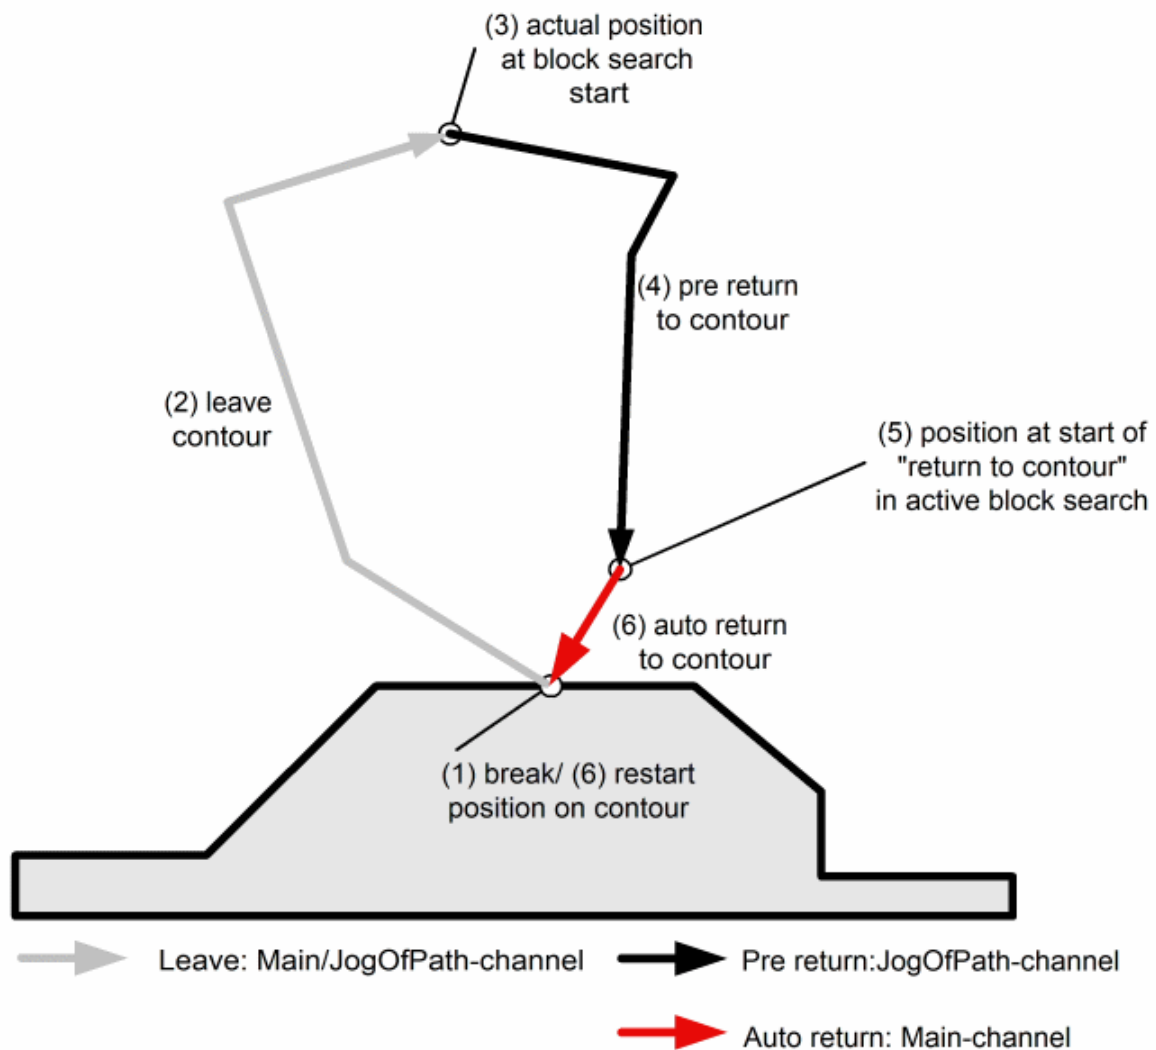 (3) actual position
at block search
start
(4) pre return
to contour
(2) leave
contour
(5) position at start of
"return to contour"
in active block search
(6) auto return
to contour
(1) break/ (6) restart
position on contour
Leave: Main/JogOfPath-channel
Pre return:JogOfPath-channel
Auto return: Main-channel